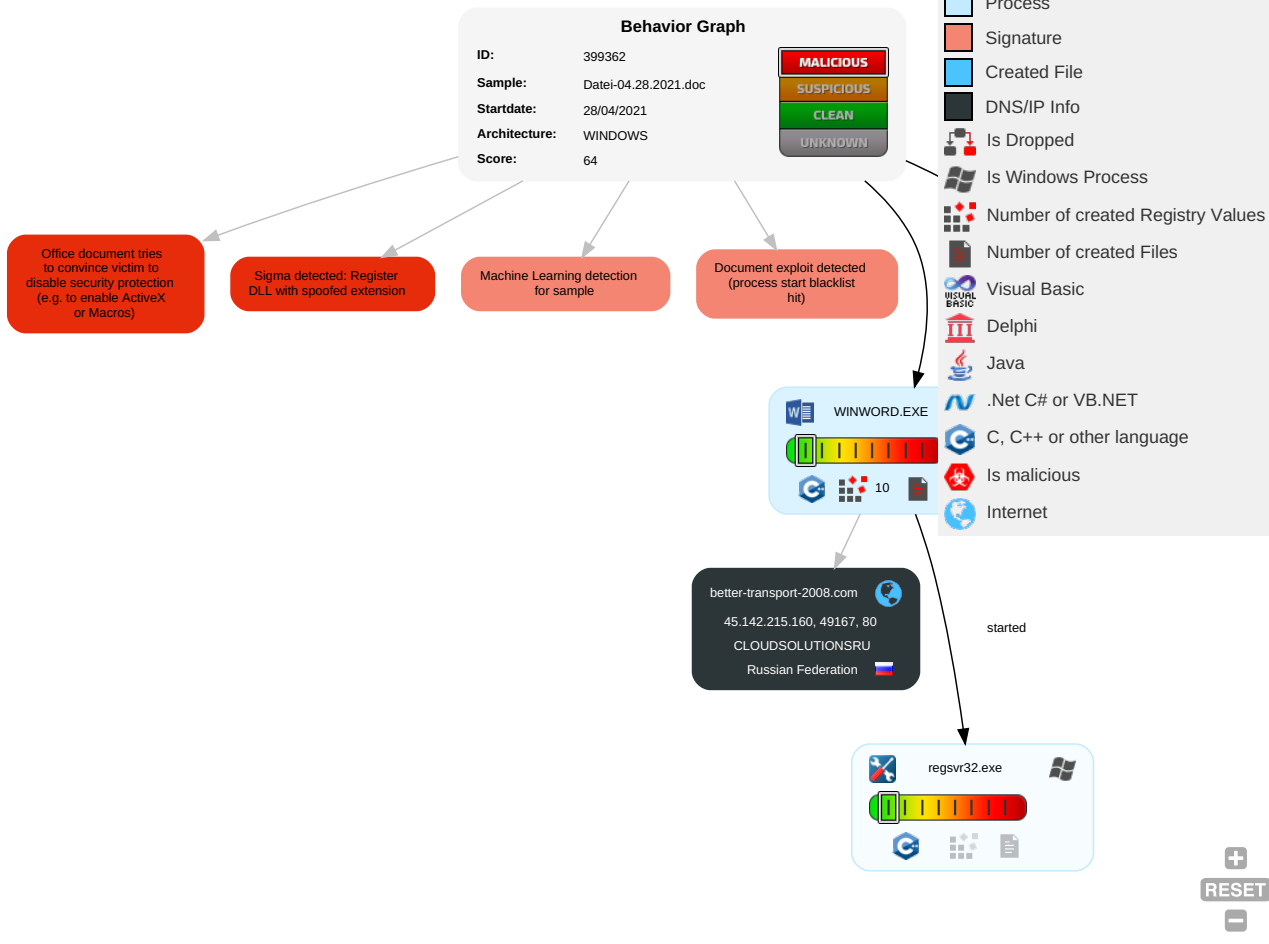 Behavior Graph
ID: 399362
Sample: Datei-04.28.2021.doc
Startdate: 28/04/2021
Architecture: WINDOWS
Score: 64
MALICIOUS
SUSPICIOUS
CLEAN
UNKNOWN
Process
Signature
Created File
DNS/IP Info
Is Dropped
Is Windows Process
Number of created Registry Values
Number of created Files
VISUAL
BASIC
Visual Basic
Delphi
Java
.Net C# or VB.NET
C, C++ or other language
Is malicious
Internet
Office document tries
to convince victim to
disable security protection
(e.g. to enable ActiveX
or Macros)
Sigma detected: Register
DLL with spoofed extension
Machine Learning detection
for sample
Document exploit detected
(process start blacklist
hit)
W
WINWORD.EXE
10
better-transport-2008.com
45.142.215.160, 49167, 80
CLOUDSOLUTIONSRU
Russian Federation
started
regsvr32.exe
RESET